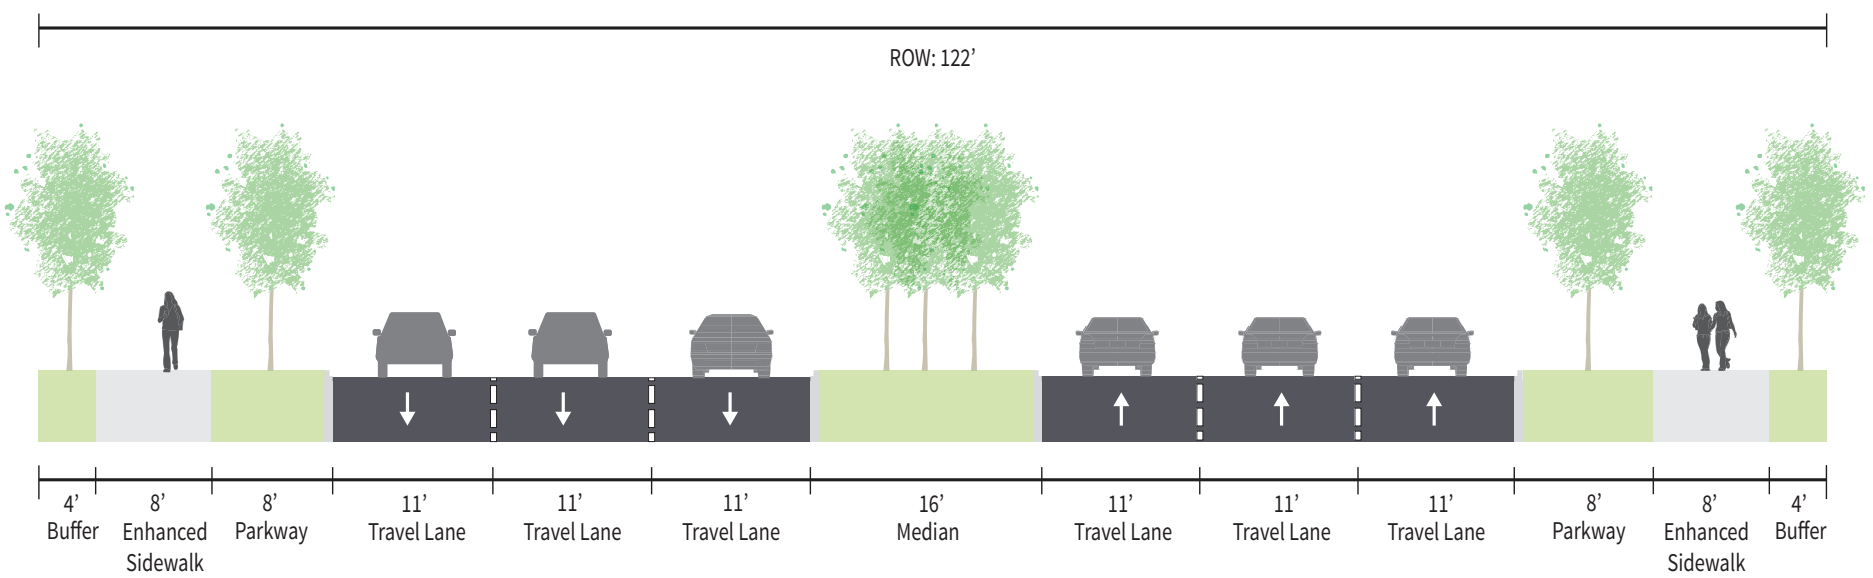 ROW: 122’
4’ 8’ 8’ 11’ 11’ 11’ 16’ 11’ 11’ 11’ 8’ 8’ 4’
Buffer Enhanced Parkway Travel Lane Travel Lane Travel Lane Median Travel Lane Travel Lane Travel Lane Parkway Enhanced Buffer
Sidewalk Sidewalk